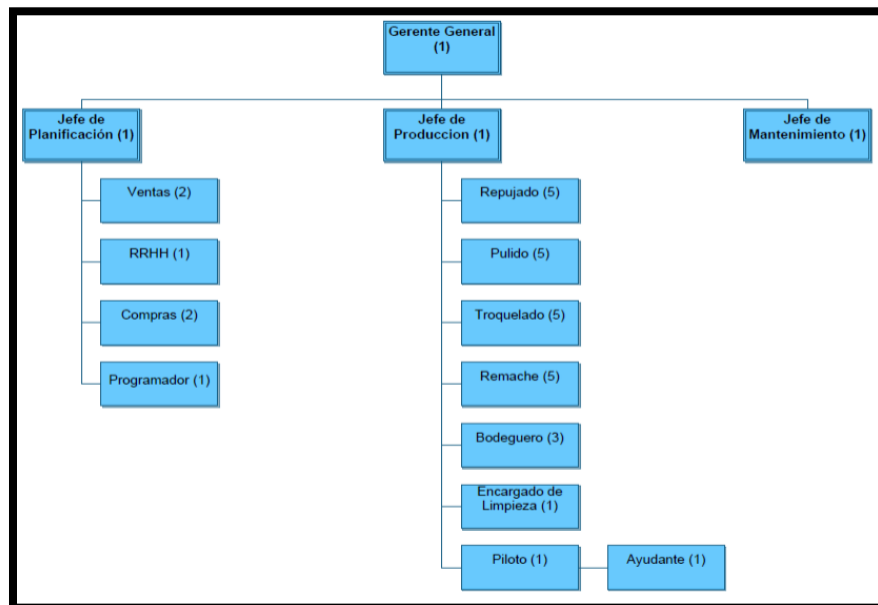 Gerente General
(1)
Jefe de
Planificación (1)
Jefe de
Produccion (1)
Jefe de
Mantenimiento (1)
Ventas (2)
RRHH (1)
Compras (2)
Programador (1)
Repujado (5)
Pulido (5)
Troquelado (5)
Remache (5)
Bodeguero (3)
Encargado de
Limpieza (1)
Piloto (1)
Ayudante (1)